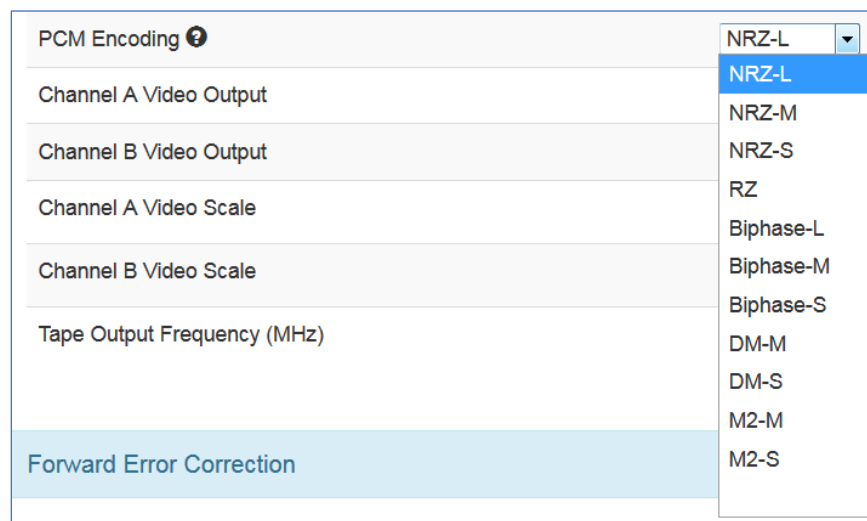 PCM Encoding ? NRZ-L
NRZ-L
Channel A Video Output
NRZ-M
Channel B Video Output
NRZ-S
RZ
Channel A Video Scale
Biphase-L
Channel B Video Scale
Biphase-M
Biphase-S
Tape Output Frequency (MHz)
DM-M
DM-S
M2-M
Forward Error Correction
M2-S